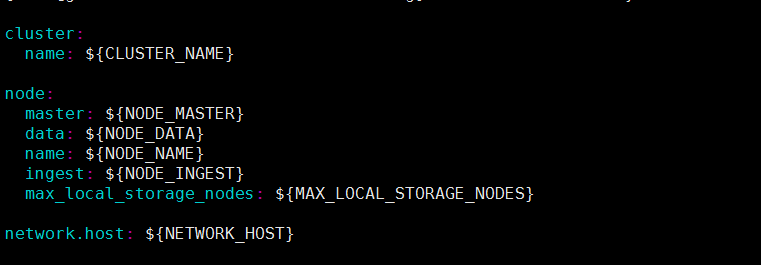 cluster:
  name: ${CLUSTER_NAME}
node:
  master: ${NODE_MASTER}
  data: ${NODE_DATA}
  name: ${NODE_NAME}
  ingest: ${NODE_INGEST}
  max_local_storage_nodes: ${MAX_LOCAL_STORAGE_NODES}
network.host: ${NETWORK_HOST}